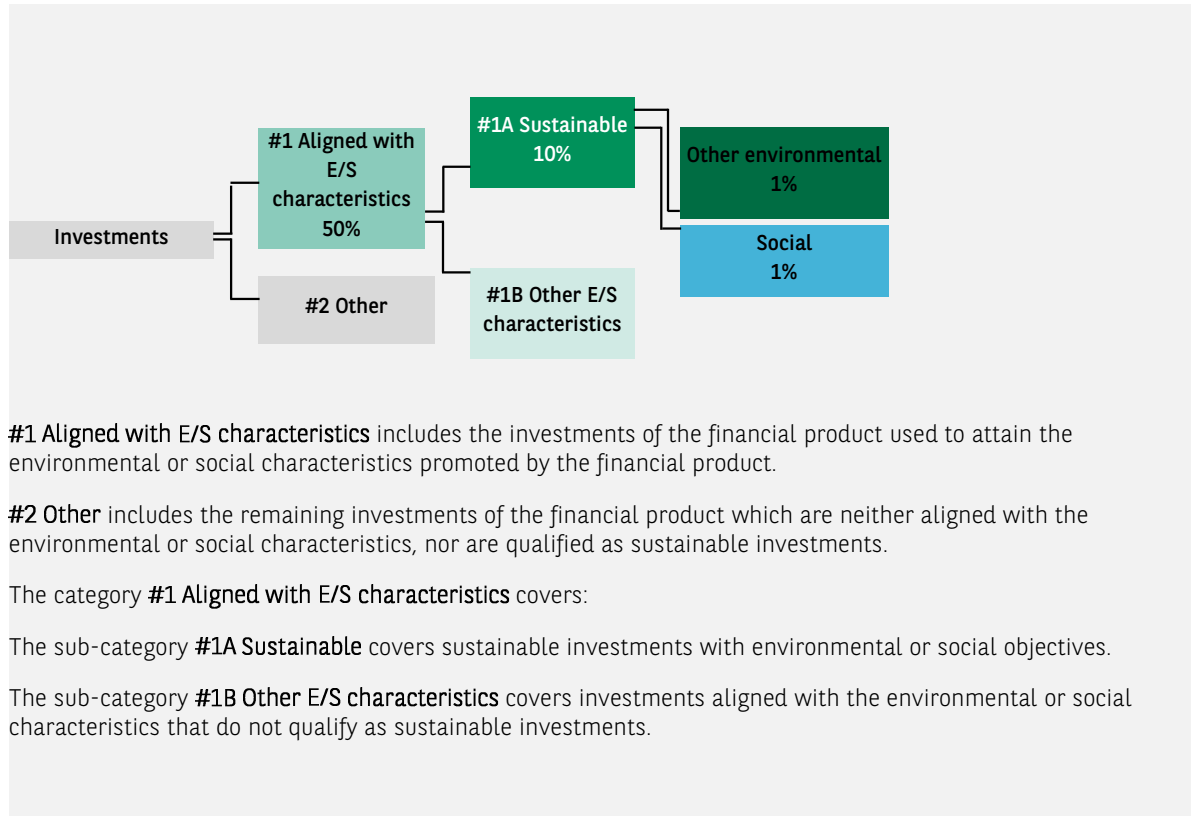 #1 Aligned with
E/S
characteristics
50%
#1A Sustainable
10%
Other environmental
1%
Investments
Social
1%
#2 Other
#1B Other E/S
characteristics
#1 Aligned with E/S characteristics includes the investments of the financial product used to attain the
environmental or social characteristics promoted by the financial product.
#2 Other includes the remaining investments of the financial product which are neither aligned with the
environmental or social characteristics, nor are qualified as sustainable investments.
The category #1 Aligned with E/S characteristics covers:
The sub-category #1A Sustainable covers sustainable investments with environmental or social objectives.
The sub-category #1B Other E/S characteristics covers investments aligned with the environmental or social
characteristics that do not qualify as sustainable investments.